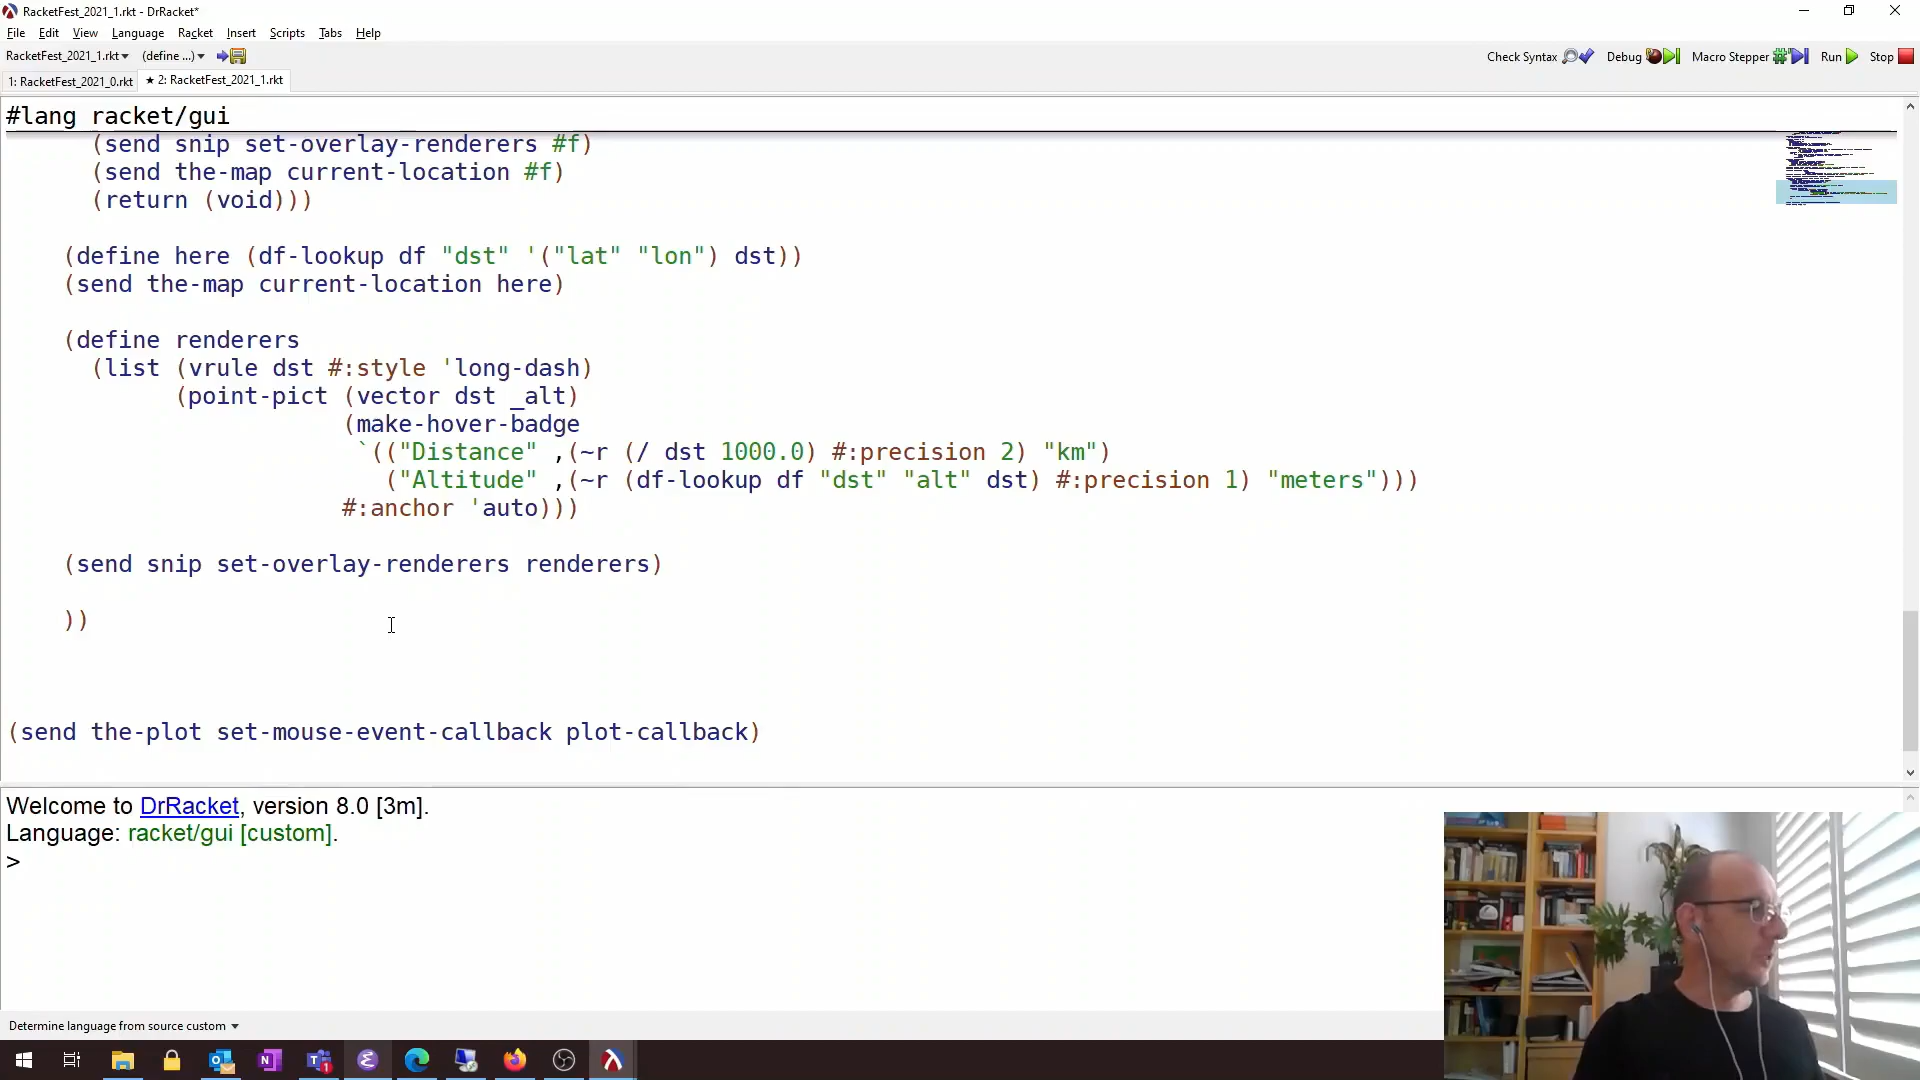 RacketFest_2021_1.rkt - DrRacket*
File Edit View Language Racket Insert Scripts Tabs Help
RacketFest_2021_1.rkt (define ...) Check Syntax Debug Macro Stepper Run Stop
1: RacketFest_2021_0.rkt ★ 2: RacketFest_2021_1.rkt
#lang racket/gui
(send snip set-overlay-renderers #f)
(send the-map current-location #f)
(return (void)))
(define here (df-lookup df "dst" '("lat" "lon") dst))
(send the-map current-location here)
(define renderers
(list (vrule dst #:style 'long-dash)
(point-pict (vector dst _alt)
(make-hover-badge
`(("Distance" ,(~r (/ dst 1000.0) #:precision 2) "km")
("Altitude" ,(~r (df-lookup df "dst" "alt" dst) #:precision 1) "meters")))
#:anchor 'auto)))
(send snip set-overlay-renderers renderers)
))
(send the-plot set-mouse-event-callback plot-callback)
Welcome to DrRacket, version 8.0 [3m].
Language: racket/gui [custom].
>
Determine language from source custom